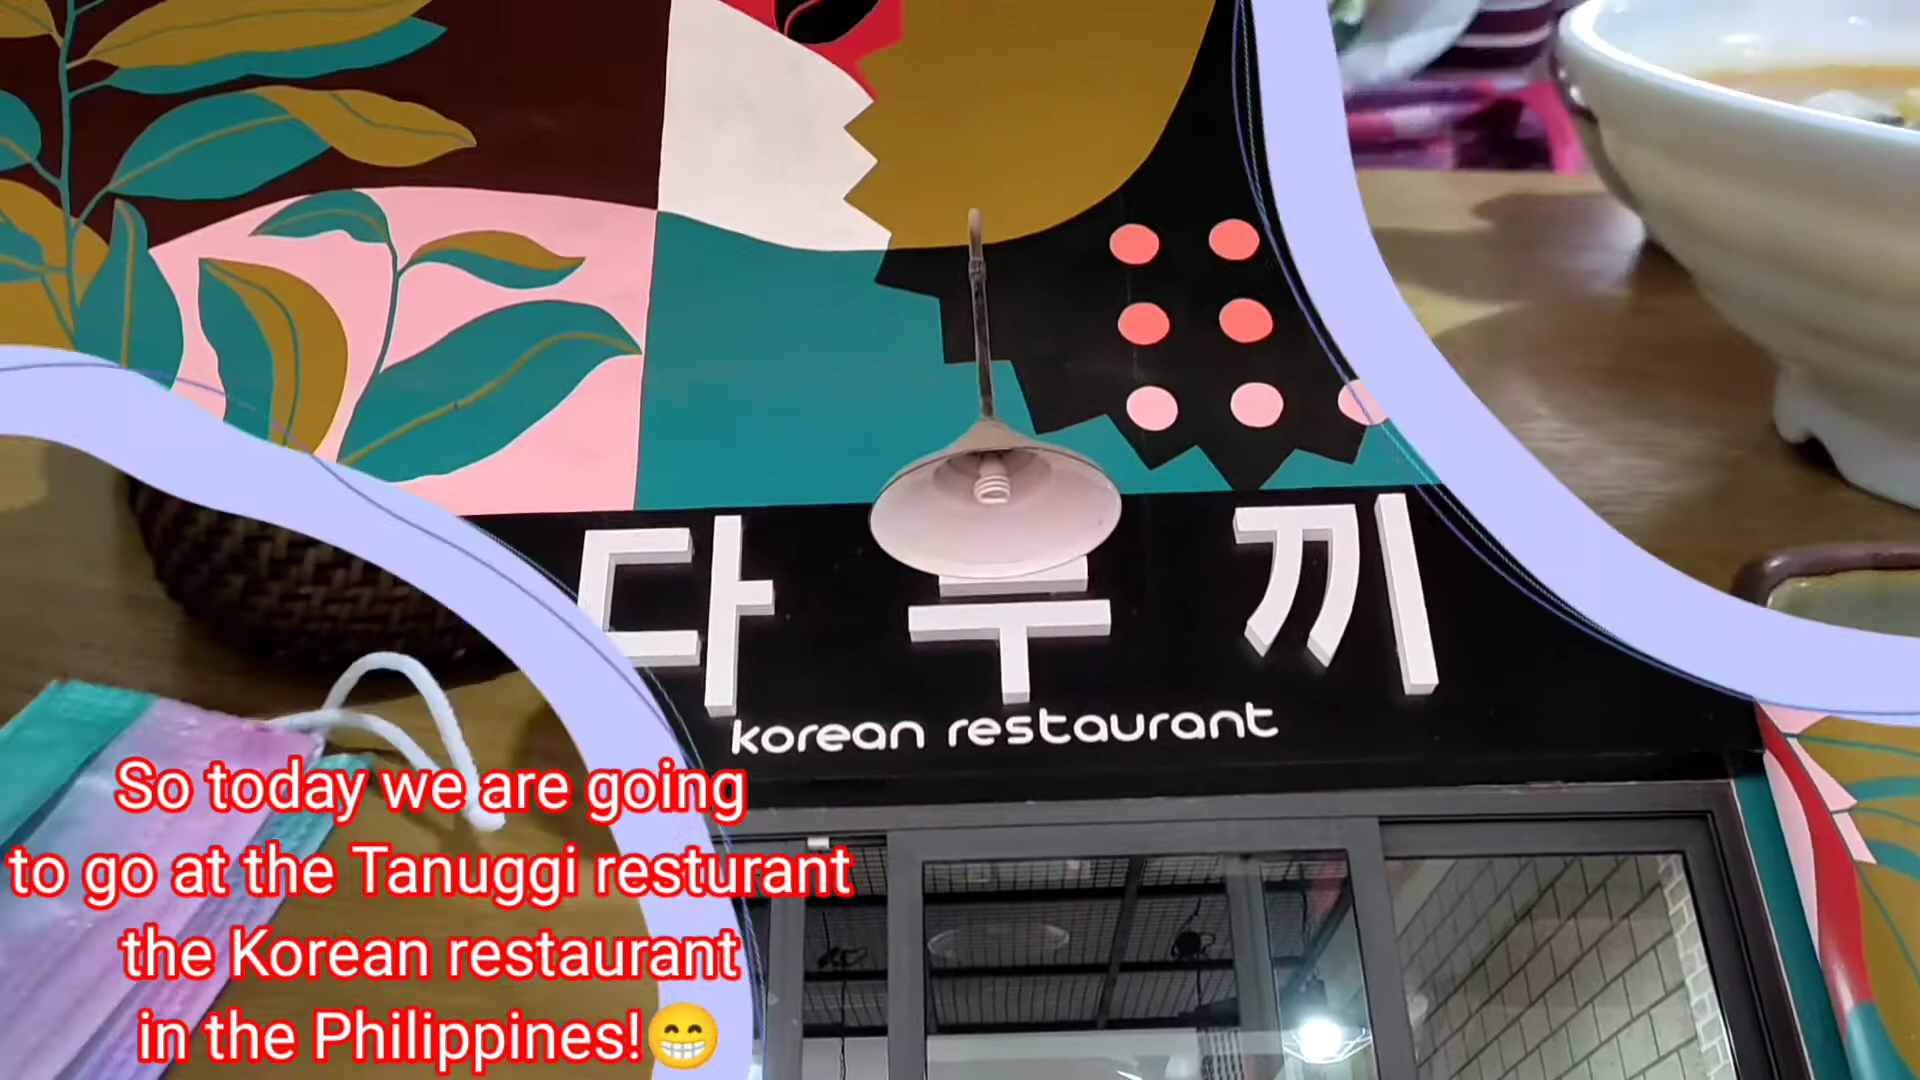 다누끼
korean restaurant
So today we are going
to go at the Tanuggi resturant
the Korean restaurant
in the Philippines!😁